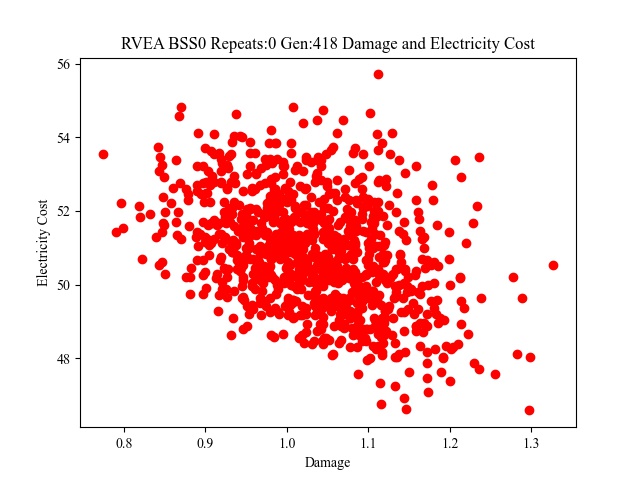 RVEA BSS0 Repeats:0 Gen:418 Damage and Electricity Cost
56
54
52
50
48
Electricity Cost
0.8 0.9 1.0 1.1 1.2 1.3
Damage